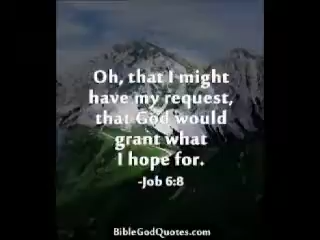 Oh, that I might
have my request,
that God would
grant what
I hope for.
-Job 6:8
BibleGodQuotes.com